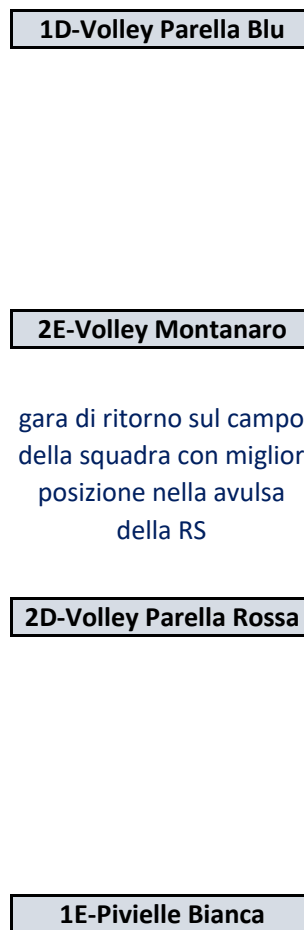 1D-Volley Parella Blu
2E-Volley Montanaro
gara di ritorno sul campo
della squadra con miglior
posizione nella avulsa
della RS
2D-Volley Parella Rossa
1E-Pivielle Bianca